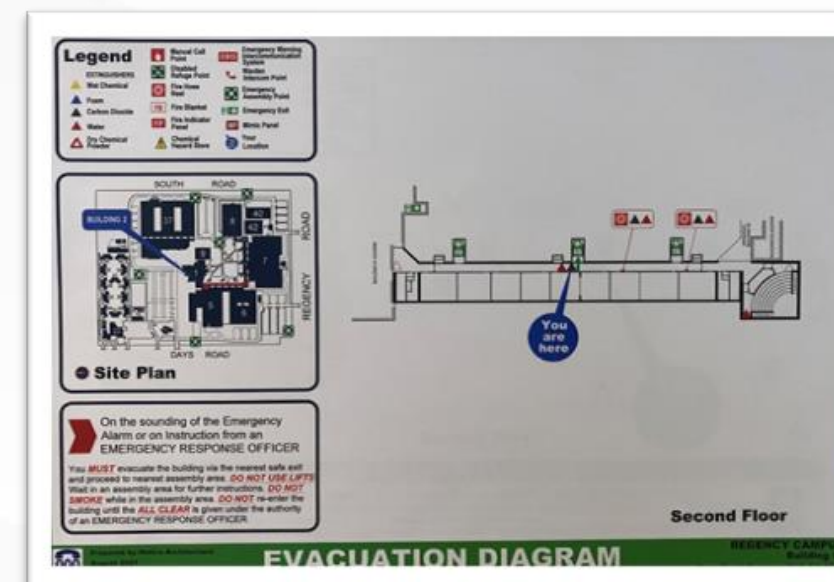 Legend
EXTINGUISHERS
Wet Chemical
Foam
Carbon Dioxide
Water
Dry Chemical
Powder
Manual Call
Point
Disabled
Refuge Point
Fire Hose
Reel
Fire Blanket
Fire Indicator
Panel
Chemical
Hazard Store
Emergency Warning
Intercommunication
System
Warden
Intercom Point
Emergency
Assembly Point
Emergency Exit
Mimic Panel
Your
Location
SOUTH ROAD
BUILDING 2
REGENCY ROAD
DAYS ROAD
Site Plan
You
are
here
On the sounding of the Emergency
Alarm or on Instruction from an
EMERGENCY RESPONSE OFFICER
You MUST evacuate the building via the nearest safe exit
and proceed to nearest assembly area. DO NOT USE LIFTS
Wait in an assembly area for further instructions. DO NOT
SMOKE while in the assembly area. DO NOT re-enter the
building until the ALL CLEAR is given under the authority
of an EMERGENCY RESPONSE OFFICER.
Second Floor
EVACUATION DIAGRAM
REGENCY CAMPU
Building